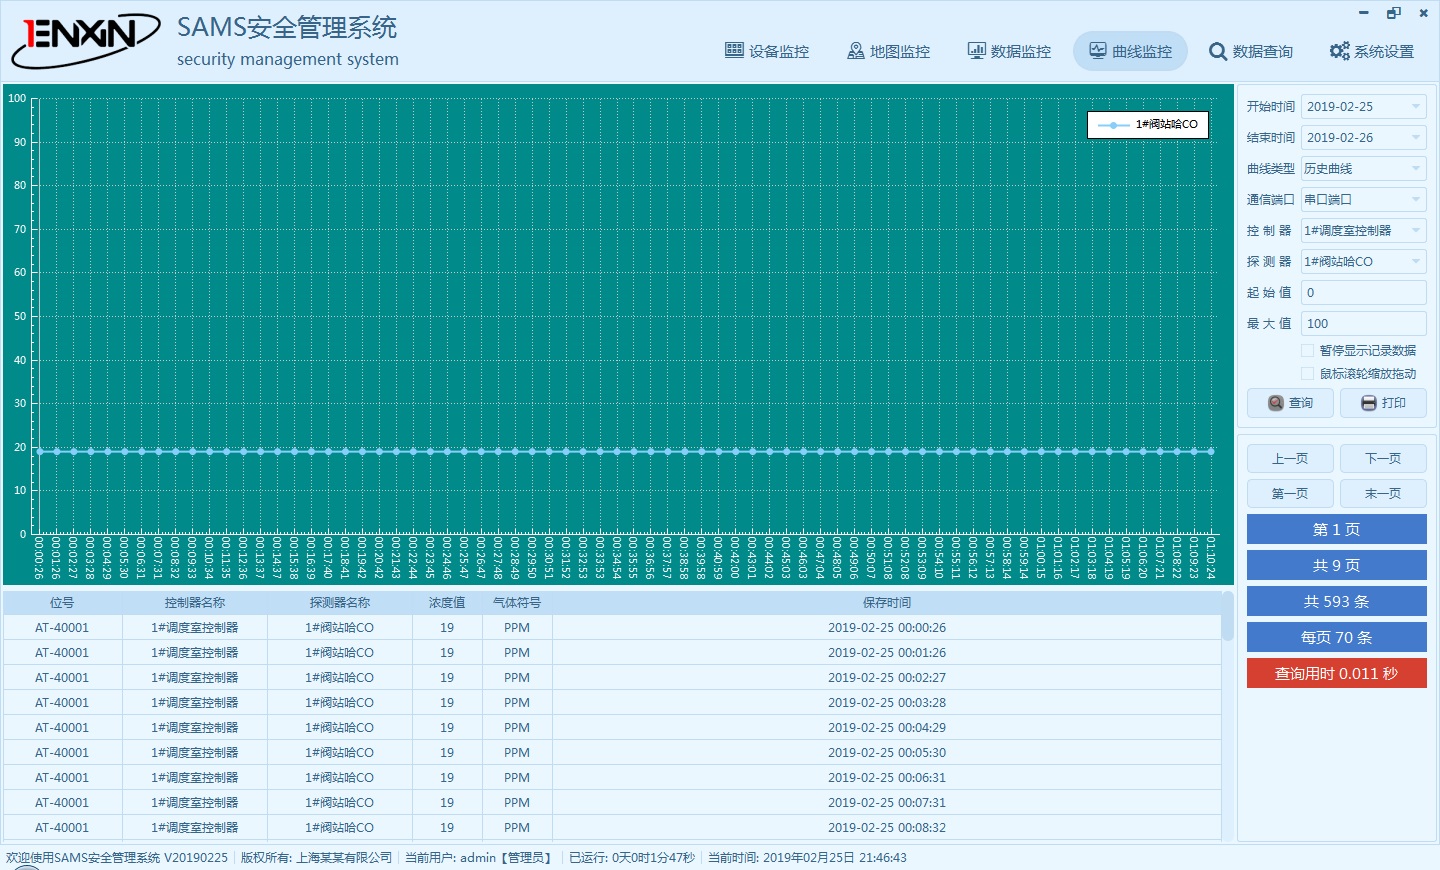 1ENXIN
SAMS安全管理系统
security management system
设备监控
地图监控
数据监控
曲线监控
数据查询
系统设置
100
90
80
70
60
50
40
30
20
10
0
1#阀站哈CO
00:00:26 00:01:26 00:02:27 00:03:28 00:04:29 00:05:30 00:06:31 00:07:31 00:08:32 00:09:33 00:10:34 00:11:35 00:12:36 00:13:37 00:14:37 00:15:38 00:16:39 00:17:40 00:18:41 00:19:42 00:20:42 00:21:43 00:22:44 00:23:45 00:24:46 00:25:47 00:26:47 00:27:48 00:28:49 00:29:50 00:30:51 00:31:52 00:32:53 00:33:53 00:34:54 00:35:55 00:36:56 00:37:57 00:38:58 00:39:58 00:40:59 00:42:00 00:43:01 00:44:02 00:45:03 00:46:03 00:47:04 00:48:05 00:49:06 00:50:07 00:51:08 00:52:08 00:53:09 00:54:10 00:55:11 00:56:12 00:57:13 00:58:14 00:59:14 01:00:15 01:01:16 01:02:17 01:03:18 01:04:19 01:05:19 01:06:20 01:07:21 01:08:22 01:09:23 01:10:24
位号 控制器名称 探测器名称 浓度值 气体符号 保存时间
AT-40001 1#调度室控制器 1#阀站哈CO 19 PPM 2019-02-25 00:00:26
AT-40001 1#调度室控制器 1#阀站哈CO 19 PPM 2019-02-25 00:01:26
AT-40001 1#调度室控制器 1#阀站哈CO 19 PPM 2019-02-25 00:02:27
AT-40001 1#调度室控制器 1#阀站哈CO 19 PPM 2019-02-25 00:03:28
AT-40001 1#调度室控制器 1#阀站哈CO 19 PPM 2019-02-25 00:04:29
AT-40001 1#调度室控制器 1#阀站哈CO 19 PPM 2019-02-25 00:05:30
AT-40001 1#调度室控制器 1#阀站哈CO 19 PPM 2019-02-25 00:06:31
AT-40001 1#调度室控制器 1#阀站哈CO 19 PPM 2019-02-25 00:07:31
AT-40001 1#调度室控制器 1#阀站哈CO 19 PPM 2019-02-25 00:08:32
开始时间 2019-02-25
结束时间 2019-02-26
曲线类型 历史曲线
通信端口 串口端口
控 制 器 1#调度室控制器
探 测 器 1#阀站哈CO
起 始 值 0
最 大 值 100
暂停显示记录数据
鼠标滚轮缩放拖动
查询 打印
上一页 下一页
第一页 末一页
第 1 页
共 9 页
共 593 条
每页 70 条
查询用时 0.011 秒
欢迎使用SAMS安全管理系统 V20190225 版权所有: 上海某某有限公司 当前用户: admin【管理员】 已运行: 0天0时1分47秒 当前时间: 2019年02月25日 21:46:43